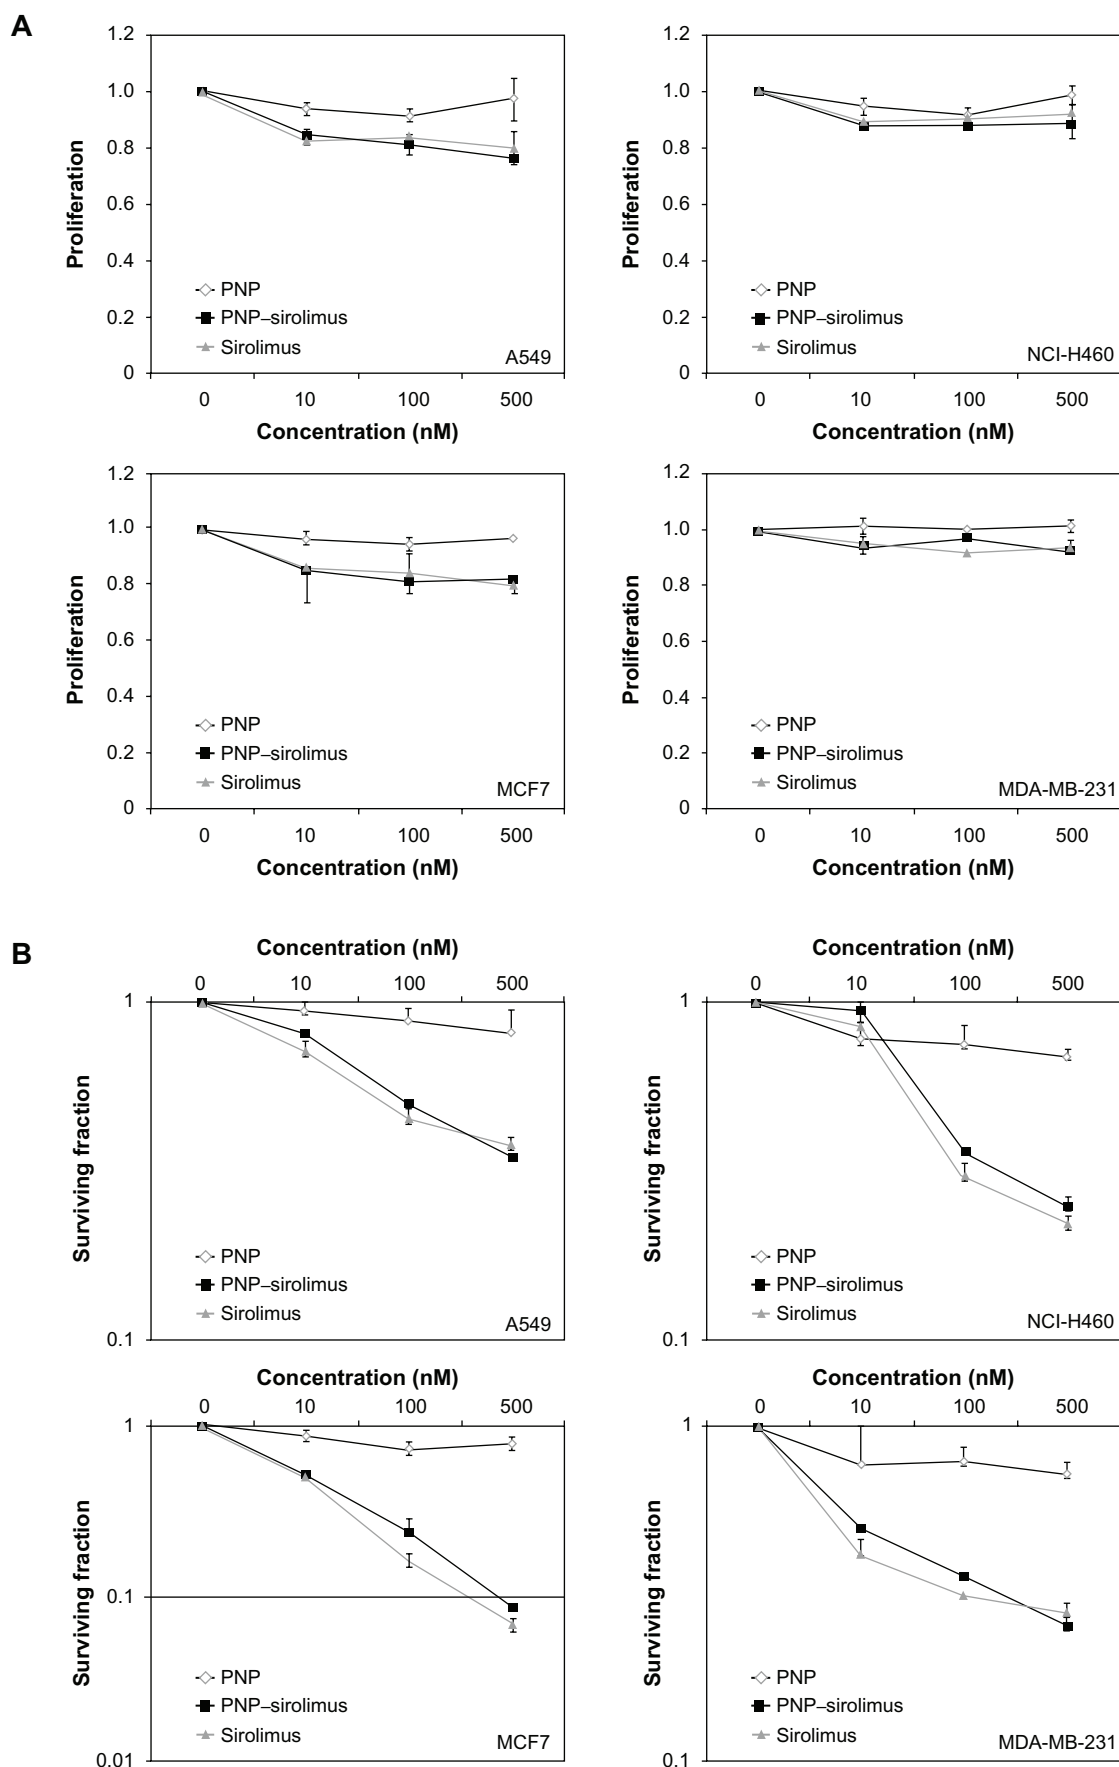 A
1.2
1.0
0.8
0.6
0.4
0.2
0
Proliferation
PNP
PNP–sirolimus
Sirolimus
A549
0 10 100 500
Concentration (nM)
1.2
1.0
0.8
0.6
0.4
0.2
0
Proliferation
PNP
PNP–sirolimus
Sirolimus
NCI-H460
0 10 100 500
Concentration (nM)
1.2
1.0
0.8
0.6
0.4
0.2
0
Proliferation
PNP
PNP–sirolimus
Sirolimus
MCF7
0 10 100 500
Concentration (nM)
1.2
1.0
0.8
0.6
0.4
0.2
0
Proliferation
PNP
PNP–sirolimus
Sirolimus
MDA-MB-231
0 10 100 500
Concentration (nM)
B
Concentration (nM)
0 10 100 500
1
0.1
Surviving fraction
PNP
PNP–sirolimus
Sirolimus
A549
Concentration (nM)
0 10 100 500
1
0.1
Surviving fraction
PNP
PNP–sirolimus
Sirolimus
NCI-H460
Concentration (nM)
0 10 100 500
1
0.1
0.01
Surviving fraction
PNP
PNP–sirolimus
Sirolimus
MCF7
Concentration (nM)
0 10 100 500
1
0.1
Surviving fraction
PNP
PNP–sirolimus
Sirolimus
MDA-MB-231